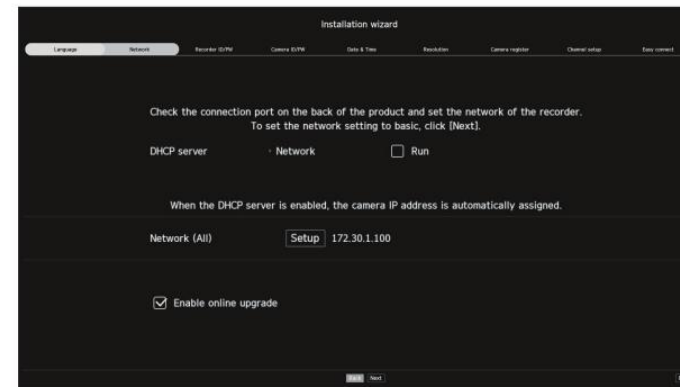 Installation wizard
Language Network Recorder ID/PW Camera ID/PW Date & Time Resolution Camera register Channel setup Easy connect
Check the connection port on the back of the product and set the network of the recorder.
To set the network setting to basic, click [Next].
DHCP server · Network Run
When the DHCP server is enabled, the camera IP address is automatically assigned.
Network (All) Setup 172.30.1.100
Enable online upgrade
Next